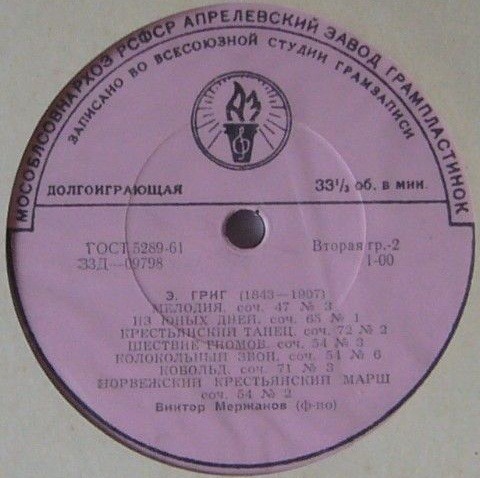 МОСОБЛСОВНАРХОЗ РСФСР АПРЕЛЕВСКИЙ ЗАВОД ГРАМПЛАСТИНОК
ЗАПИСАНО ВО ВСЕСОЮЗНОЙ СТУДИИ ГРАМЗАПИСИ
АЗ
ДОЛГОИГРАЮЩАЯ 33⅓ об. в мин.
ГОСТ 5289-61 Вторая гр.-2
33Д—09798 1-00
Э. ГРИГ (1843—1907)
МЕЛОДИЯ, соч. 47 № 3
ИЗ ЮНЫХ ДНЕЙ, соч. 65 № 1
КРЕСТЬЯНСКИЙ ТАНЕЦ, соч. 72 № 2
ШЕСТВИЕ ГНОМОВ, соч. 54 № 3
КОЛОКОЛЬНЫЙ ЗВОН, соч. 54 № 6
КОБОЛЬД, соч. 71 № 3
НОРВЕЖСКИЙ КРЕСТЬЯНСКИЙ МАРШ
соч. 54 № 2
Виктор Мержанов (ф-но)